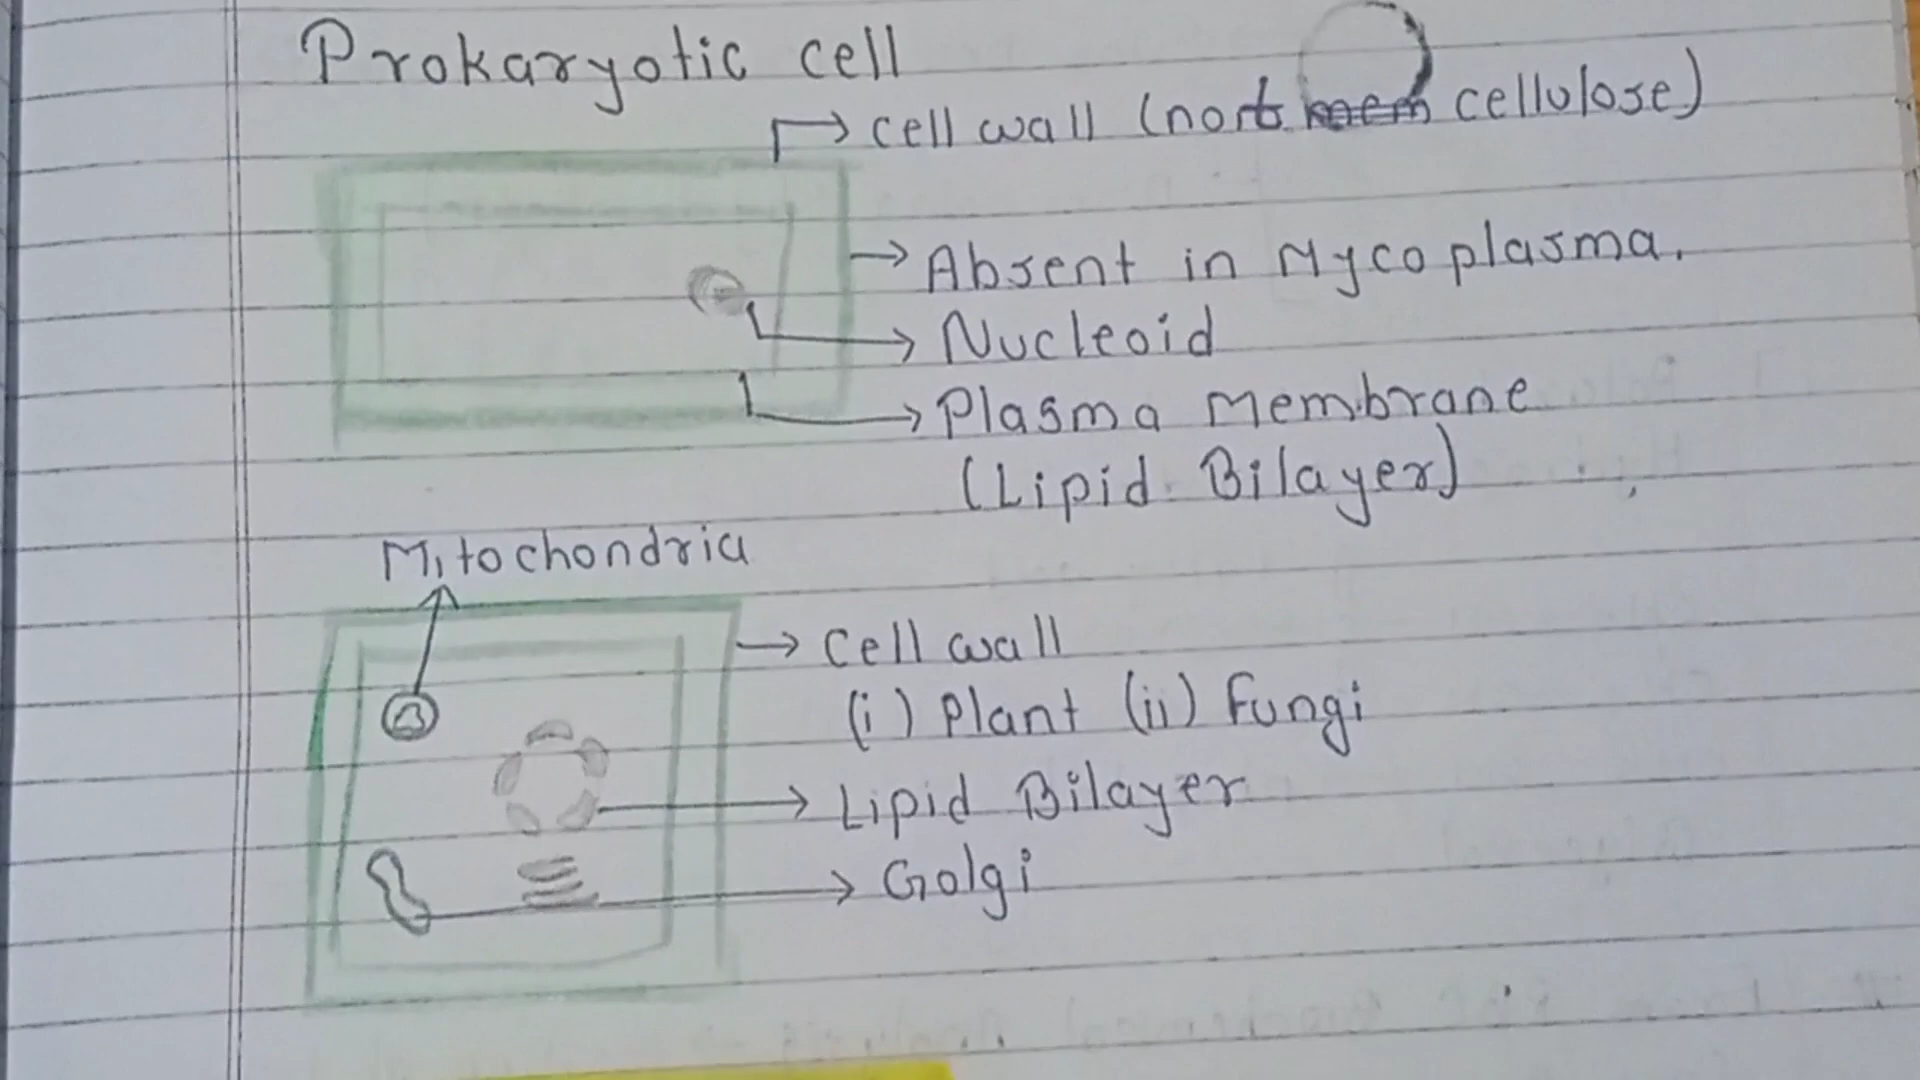 Prokaryotic cell
cell wall (not cellulose)
Absent in Mycoplasma.
Nucleoid
Plasma Membrane
(Lipid Bilayer)
Mitochondria
cell wall
(i) Plant (ii) Fungi
Lipid Bilayer
Golgi